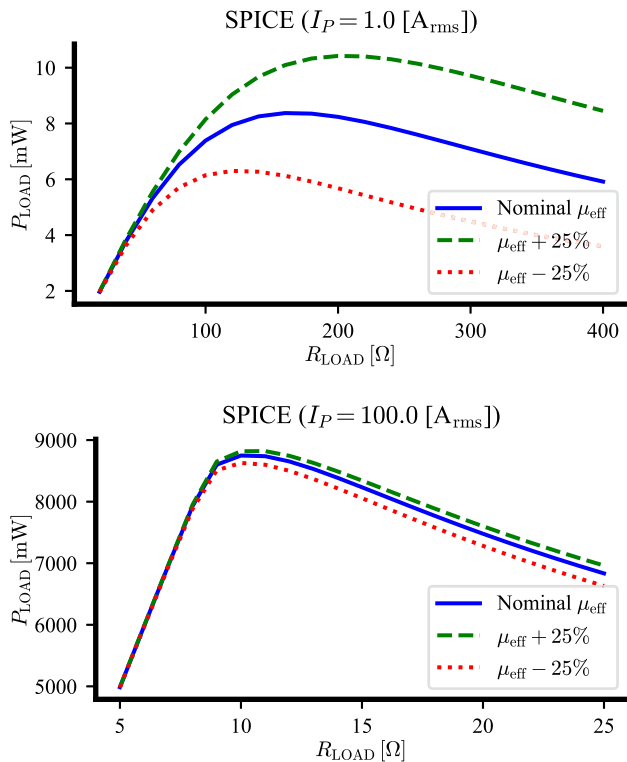 SPICE (I_P = 1.0 [A_rms])
P_LOAD [mW]
10
8
6
4
2
Nominal μ_eff
μ_eff + 25%
μ_eff − 25%
100 200 300 400
R_LOAD [Ω]
SPICE (I_P = 100.0 [A_rms])
P_LOAD [mW]
9000
8000
7000
6000
5000
Nominal μ_eff
μ_eff + 25%
μ_eff − 25%
5 10 15 20 25
R_LOAD [Ω]